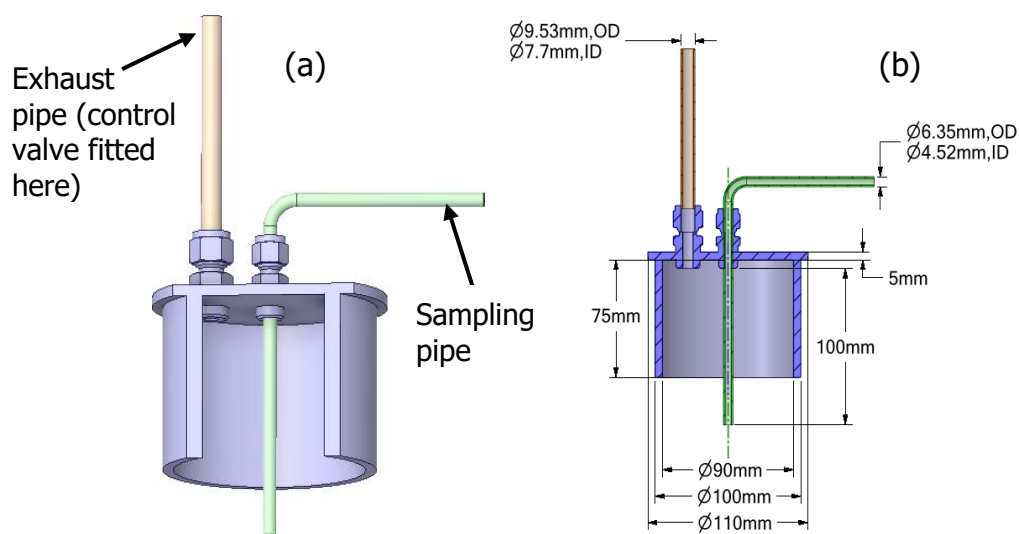 (a)
Exhaust
pipe (control
valve fitted
here)
Sampling
pipe
(b)
Ø9.53mm,OD
Ø7.7mm,ID
Ø6.35mm,OD
Ø4.52mm,ID
5mm
75mm
100mm
Ø90mm
Ø100mm
Ø110mm